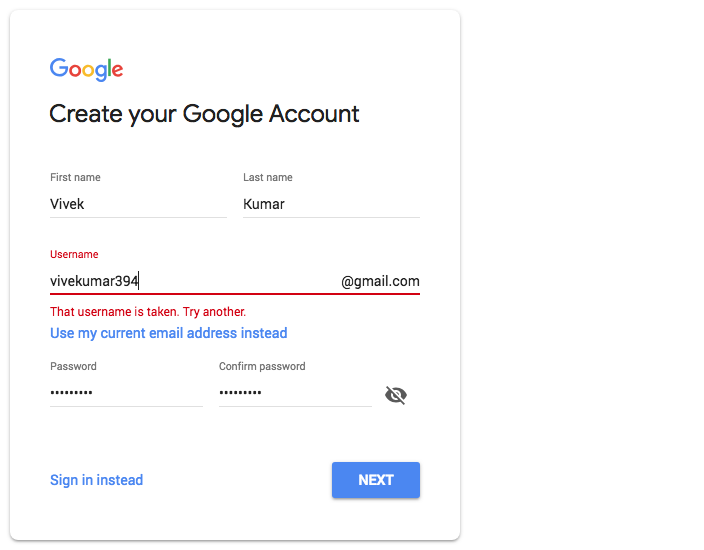 Google
Create your Google Account
First name Last name
Vivek Kumar
Username
vivekumar394 @gmail.com
That username is taken. Try another.
Use my current email address instead
Password Confirm password
••••••••• •••••••••
Sign in instead NEXT